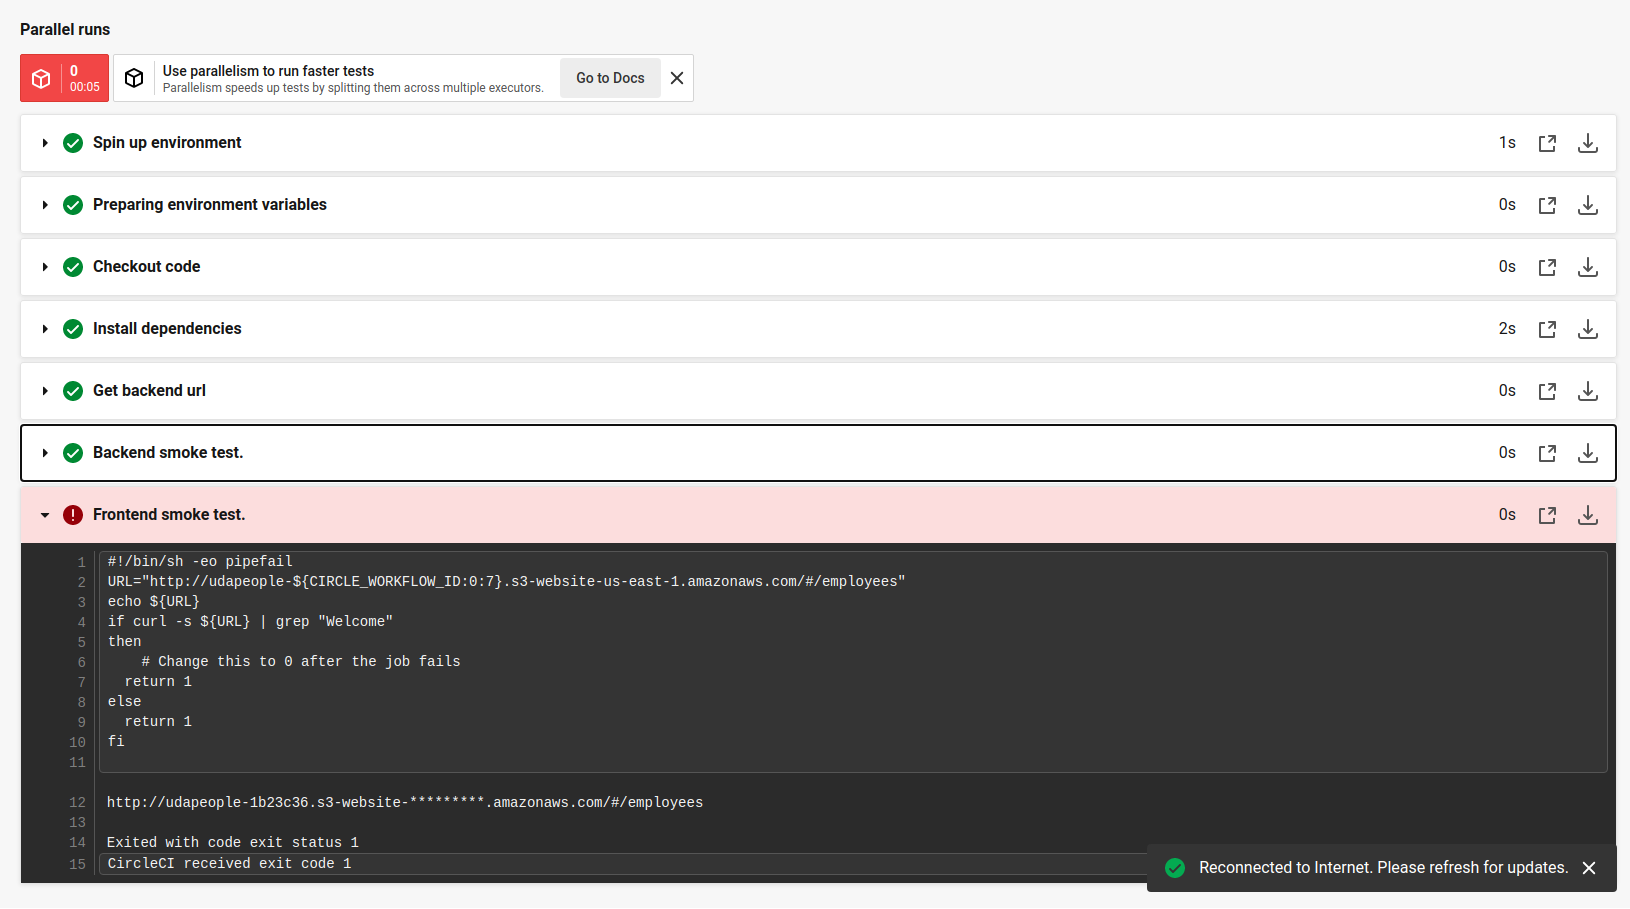 Parallel runs
0
00:05
Use parallelism to run faster tests
Parallelism speeds up tests by splitting them across multiple executors.
Go to Docs
Spin up environment 1s
Preparing environment variables 0s
Checkout code 0s
Install dependencies 2s
Get backend url 0s
Backend smoke test. 0s
Frontend smoke test. 0s
1 #!/bin/sh -eo pipefail
2 URL="http://udapeople-${CIRCLE_WORKFLOW_ID:0:7}.s3-website-us-east-1.amazonaws.com/#/employees"
3 echo ${URL}
4 if curl -s ${URL} | grep "Welcome"
5 then
6     # Change this to 0 after the job fails
7   return 1
8 else
9   return 1
10 fi
11
12 http://udapeople-1b23c36.s3-website-*********.amazonaws.com/#/employees
13
14 Exited with code exit status 1
15 CircleCI received exit code 1
Reconnected to Internet. Please refresh for updates.